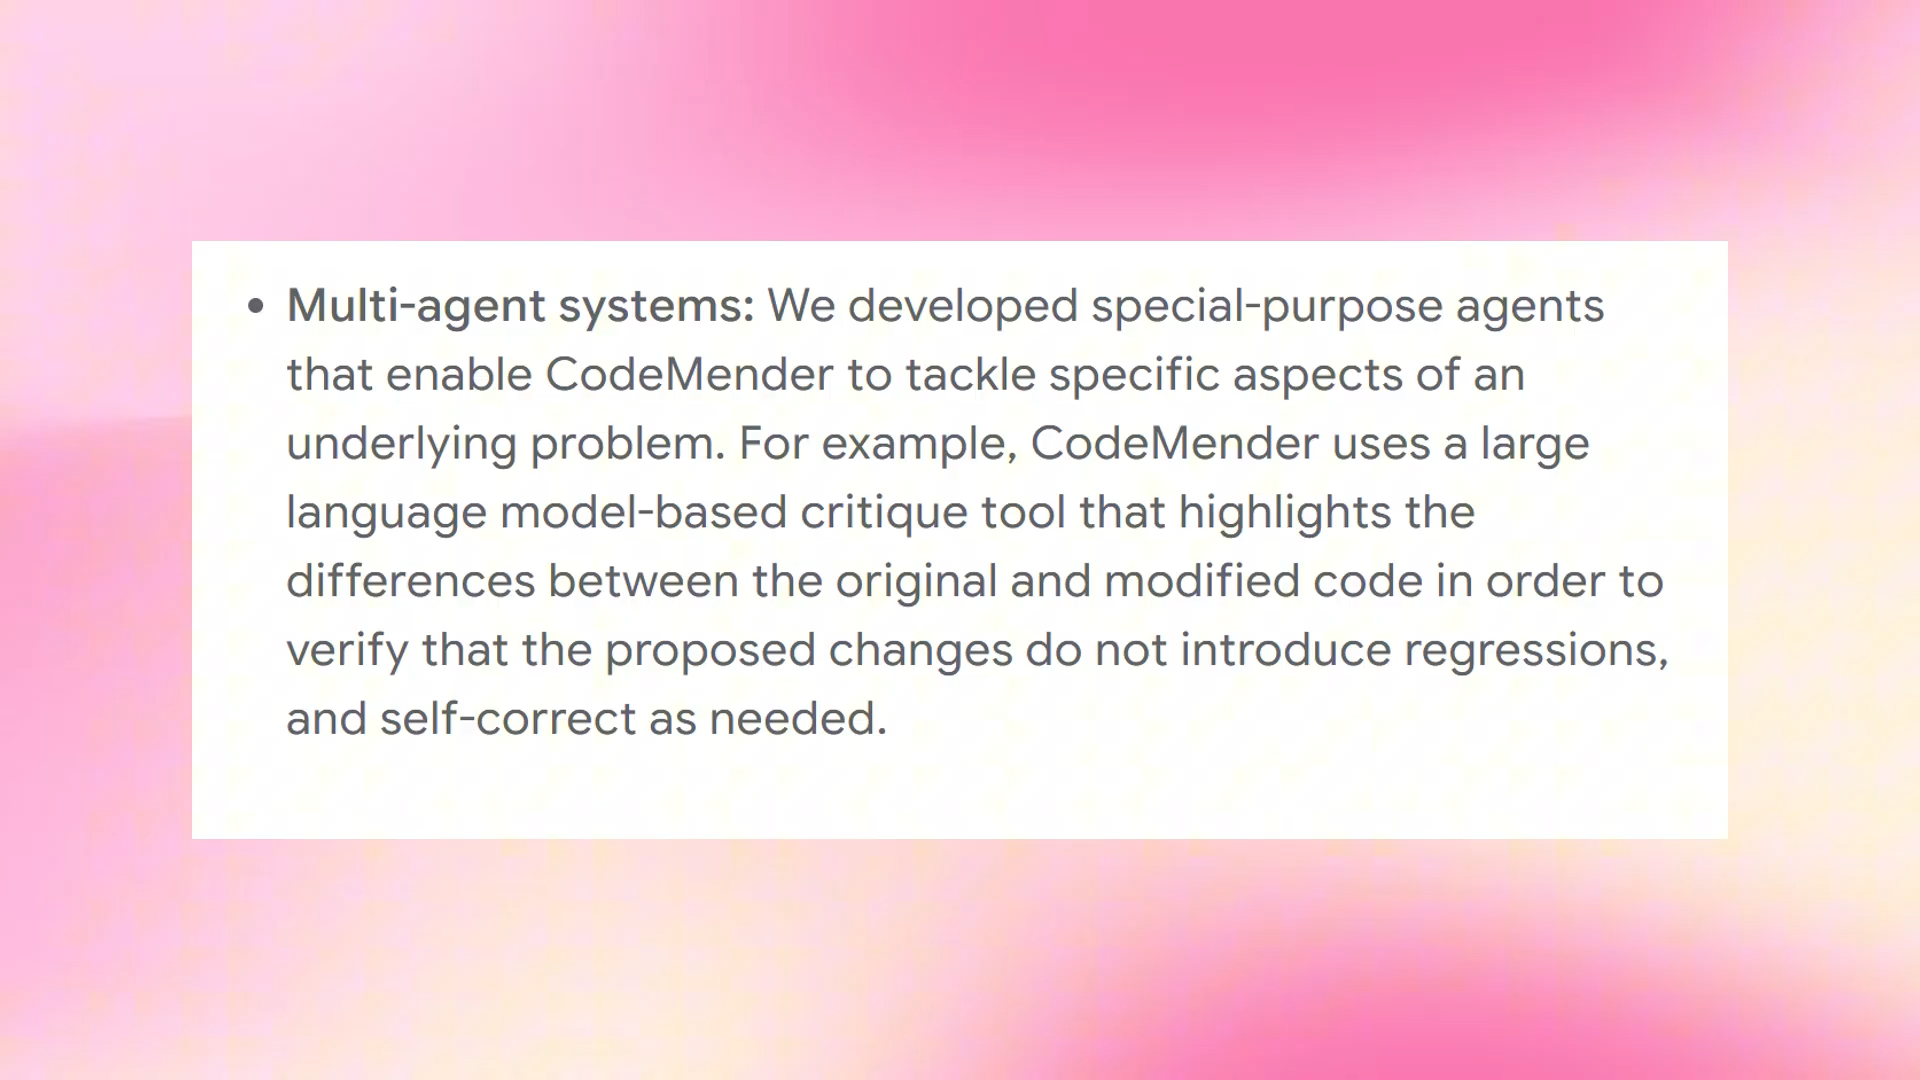 • Multi-agent systems: We developed special-purpose agents
that enable CodeMender to tackle specific aspects of an
underlying problem. For example, CodeMender uses a large
language model-based critique tool that highlights the
differences between the original and modified code in order to
verify that the proposed changes do not introduce regressions,
and self-correct as needed.